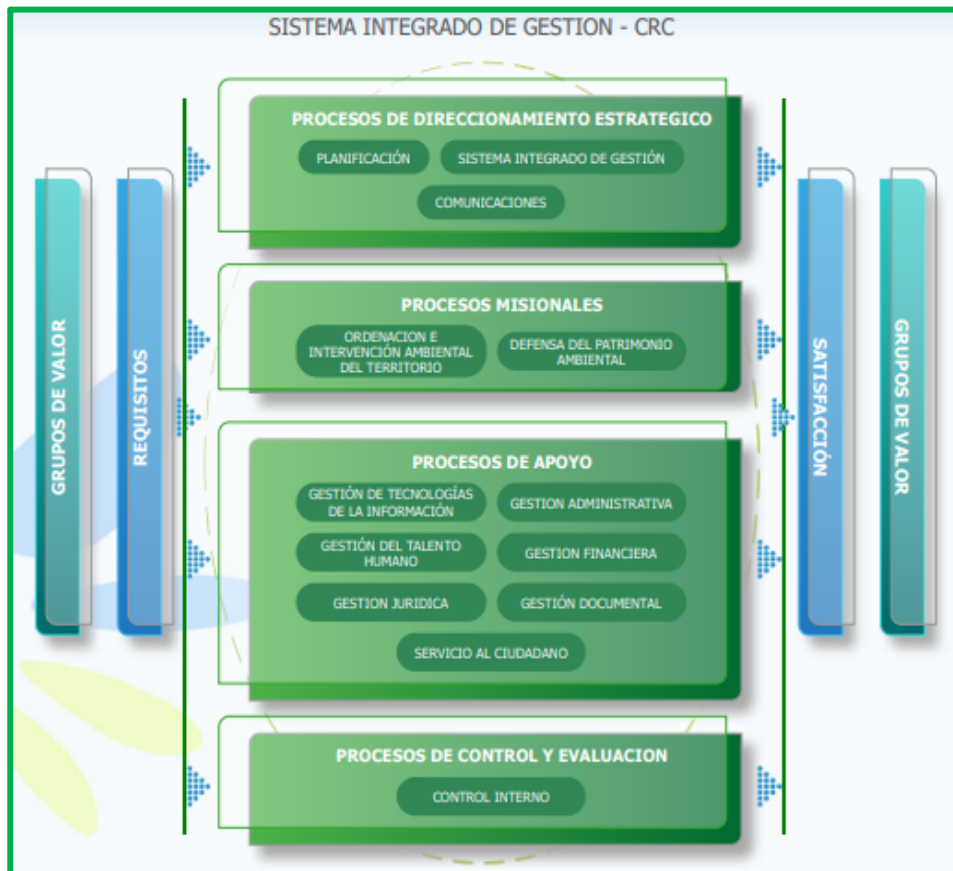 SISTEMA INTEGRADO DE GESTION - CRC
GRUPOS DE VALOR
REQUISITOS
PROCESOS DE DIRECCIONAMIENTO ESTRATEGICO
PLANIFICACIÓN
SISTEMA INTEGRADO DE GESTIÓN
COMUNICACIONES
PROCESOS MISIONALES
ORDENACION E
INTERVENCIÓN AMBIENTAL
DEL TERRITORIO
DEFENSA DEL PATRIMONIO
AMBIENTAL
PROCESOS DE APOYO
GESTIÓN DE TECNOLOGÍAS
DE LA INFORMACIÓN
GESTION ADMINISTRATIVA
GESTIÓN DEL TALENTO
HUMANO
GESTION FINANCIERA
GESTION JURIDICA
GESTIÓN DOCUMENTAL
SERVICIO AL CIUDADANO
PROCESOS DE CONTROL Y EVALUACION
CONTROL INTERNO
SATISFACCIÓN
GRUPOS DE VALOR